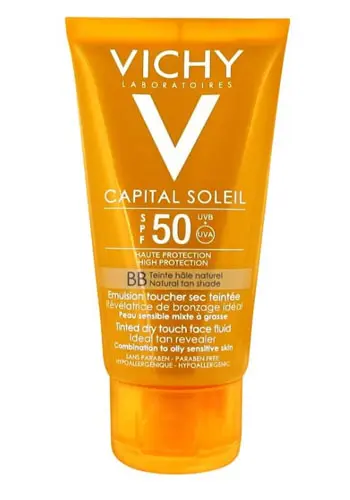 VICHY
LABORATOIRES
V
CAPITAL SOLEIL
SPF 50 UVB + UVA
HAUTE PROTECTION
HIGH PROTECTION
BB Teinte hâle naturel
Natural tan shade
Emulsion toucher sec teintée
Révélatrice de bronzage idéal
Peau sensible mixte à grasse
Tinted dry touch face fluid
Ideal tan revealer
Combination to oily sensitive skin
SANS PARABEN - PARABEN FREE
HYPOALLERGÉNIQUE - HYPOALLERGENIC